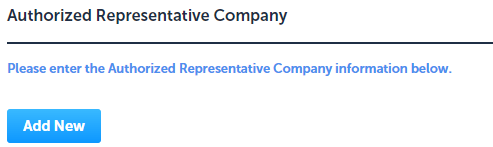 Authorized Representative Company
Please enter the Authorized Representative Company information below.
Add New